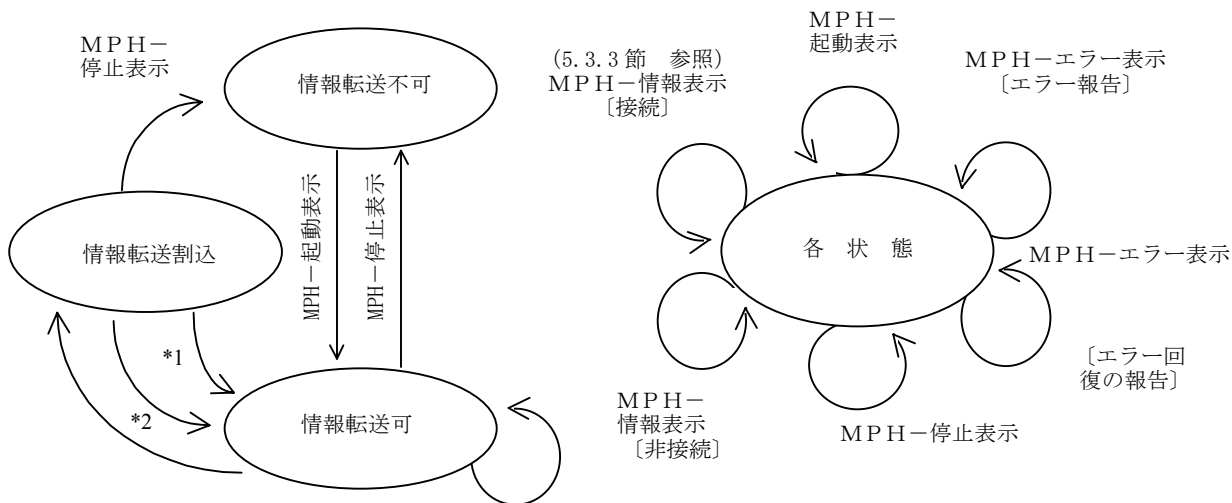 MPH－
停止表示
情報転送不可
情報転送割込
MPH－起動表示
MPH－停止表示
*1
*2
情報転送可
(5.3.3節　参照)
MPH－情報表示
〔接続〕
MPH－
起動表示
MPH－エラー表示
〔エラー報告〕
各　状　態
MPH－エラー表示
〔エラー回
復の報告〕
MPH－
情報表示
〔非接続〕
MPH－停止表示